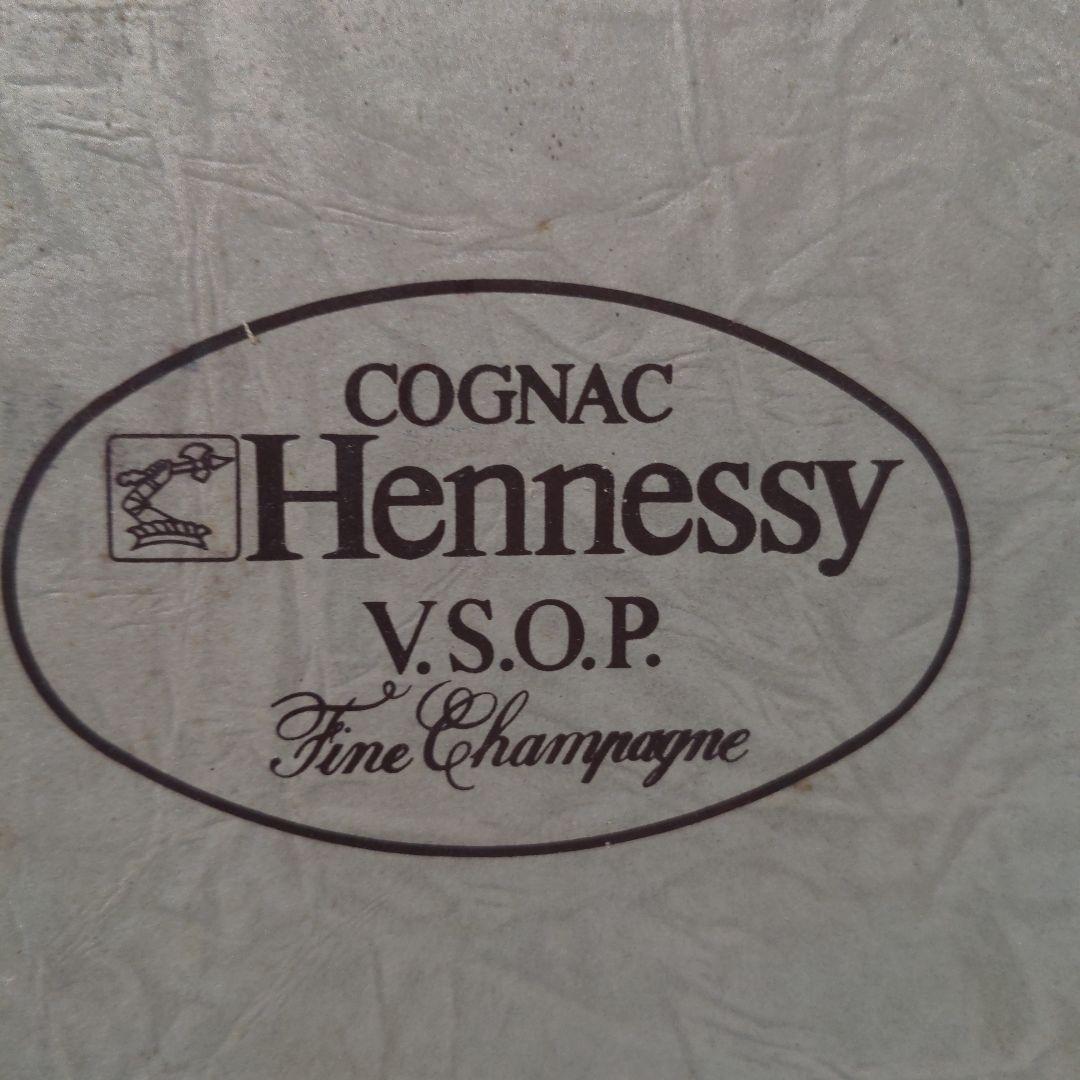 COGNAC
Hennessy
V.S.O.P.
Fine Champagne